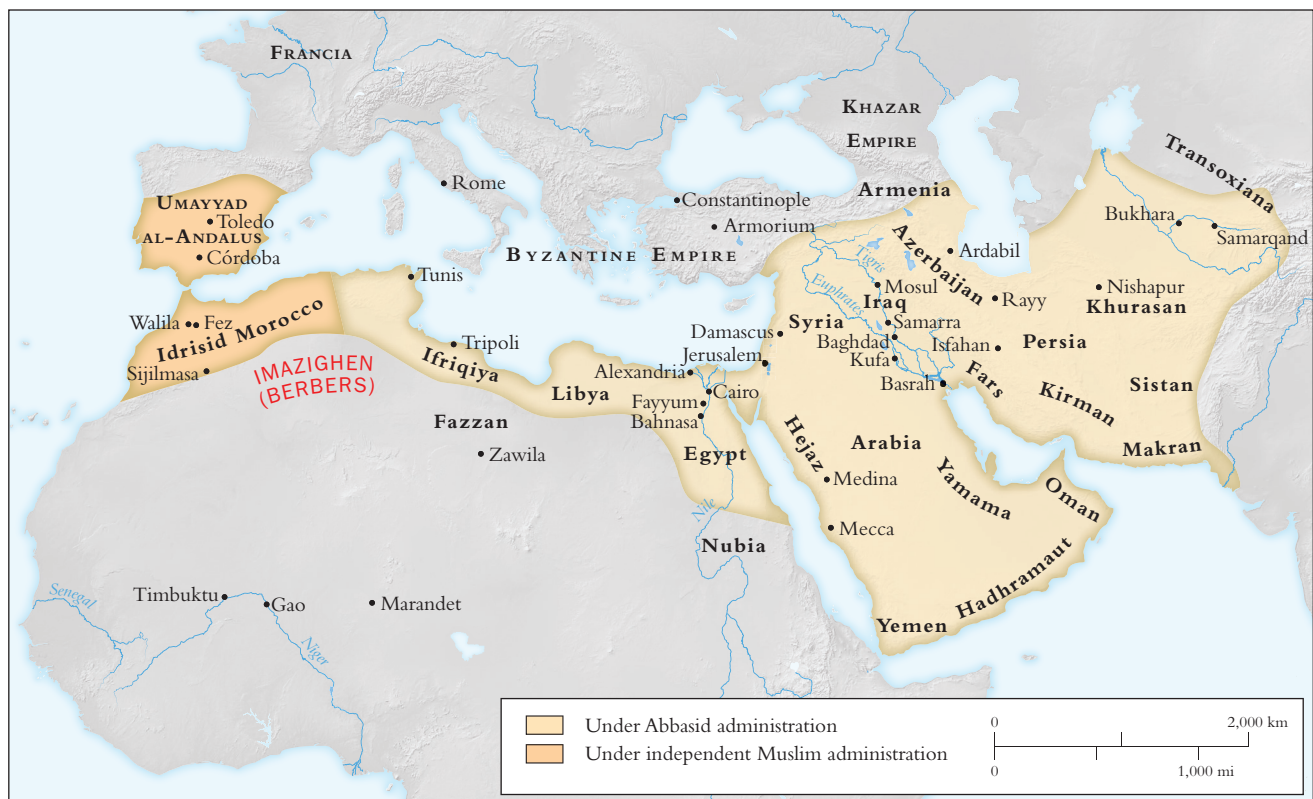 FRANCIA
KHAZAR
EMPIRE
Transoxiana
Armenia
UMAYYAD
Toledo
AL-ANDALUS
Córdoba
Rome
Constantinople
Armorium
BYZANTINE EMPIRE
Bukhara
Samarqand
Azerbaijan
Ardabil
Tunis
Tigris
Mosul
Euphrates
Iraq
Rayy
Nishapur
Khurasan
Walila
Fez
Idrisid Morocco
Sijilmasa
IMAZIGHEN
(BERBERS)
Tripoli
Ifriqiya
Damascus
Syria
Samarra
Baghdad
Isfahan
Persia
Jerusalem
Kufa
Alexandria
Cairo
Basrah
Fars
Kirman
Sistan
Libya
Fayyum
Bahnasa
Fazzan
Zawila
Egypt
Hejaz
Arabia
Makran
Medina
Yamama
Oman
Nile
Mecca
Nubia
Hadhramaut
Yemen
Senegal
Timbuktu
Gao
Marandet
Niger
Under Abbasid administration
Under independent Muslim administration
0
2,000 km
0
1,000 mi